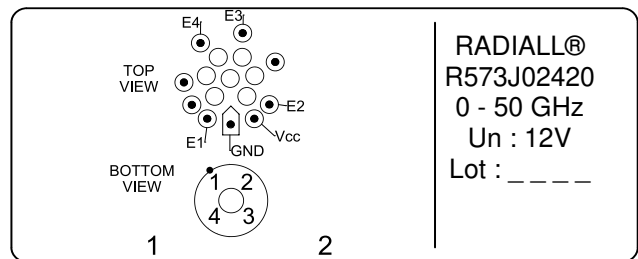 E4
E3
TOP
VIEW
E2
E1
Vcc
GND
BOTTOM
VIEW
1 2
4 3
1 2
RADIALL®
R573J02420
0 - 50 GHz
Un : 12V
Lot : _ _ _ _